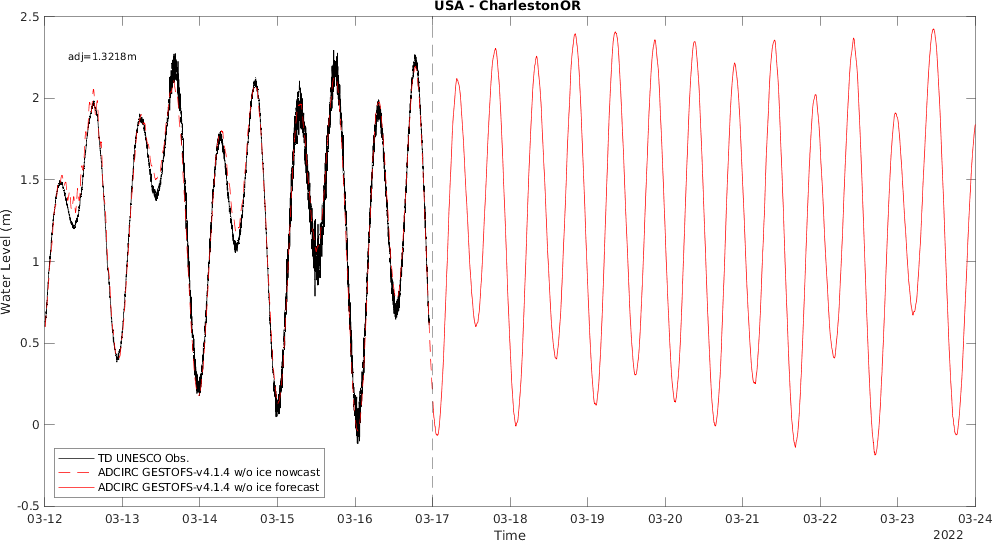 USA - CharlestonOR
adj=1.3218m
2.5
2
1.5
1
0.5
0
-0.5
Water Level (m)
TD UNESCO Obs.
ADCIRC GESTOFS-v4.1.4 w/o ice nowcast
ADCIRC GESTOFS-v4.1.4 w/o ice forecast
03-12 03-13 03-14 03-15 03-16 03-17 03-18 03-19 03-20 03-21 03-22 03-23 03-24
Time
2022